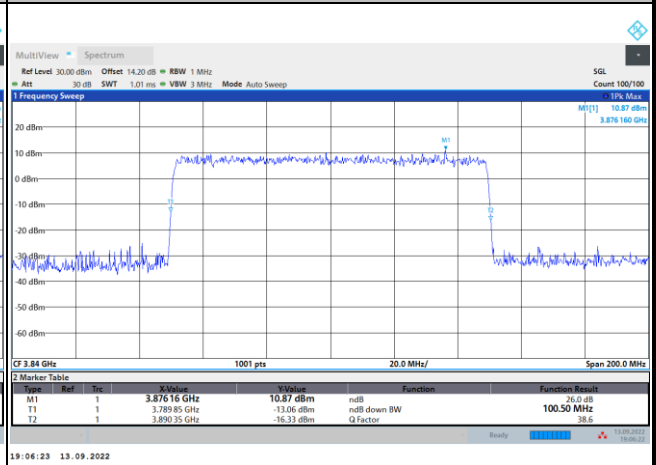 MultiView Spectrum
Ref Level 30.00 dBm Offset 14.20 dB RBW 1 MHz SGL
Att 30 dB SWT 1.01 ms VBW 3 MHz Mode Auto Sweep Count 100/100
1 Frequency Sweep 1Pk Max
M1[1] 10.87 dBm
3.876 160 GHz
20 dBm
M1
10 dBm
0 dBm
T1
-10 dBm
T2
-20 dBm
-30 dBm
-40 dBm
-50 dBm
-60 dBm
CF 3.84 GHz 1001 pts 20.0 MHz/ Span 200.0 MHz
2 Marker Table
Type Ref Trc X-Value Y-Value Function Function Result
M1 1 3.876 16 GHz 10.87 dBm ndB 26.0 dB
T1 1 3.789 85 GHz -13.06 dBm ndB down BW 100.50 MHz
T2 1 3.890 35 GHz -16.33 dBm Q Factor 38.6
Ready 13.09.2022
19:06:22
19:06:23 13.09.2022